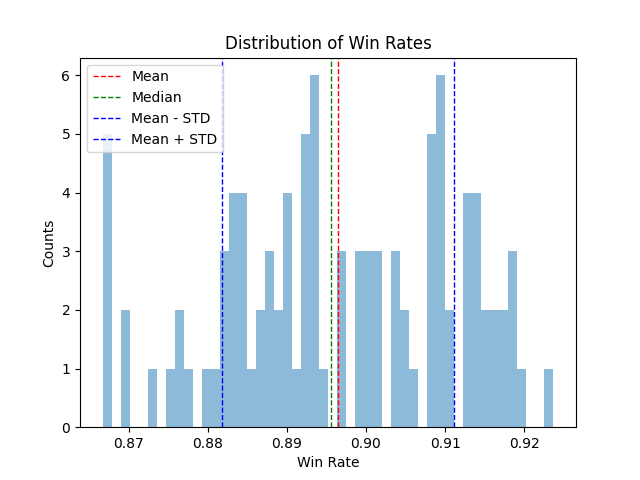 Distribution of Win Rates
Mean
Median
Mean - STD
Mean + STD
Counts
6
5
4
3
2
1
0
0.87 0.88 0.89 0.90 0.91 0.92
Win Rate